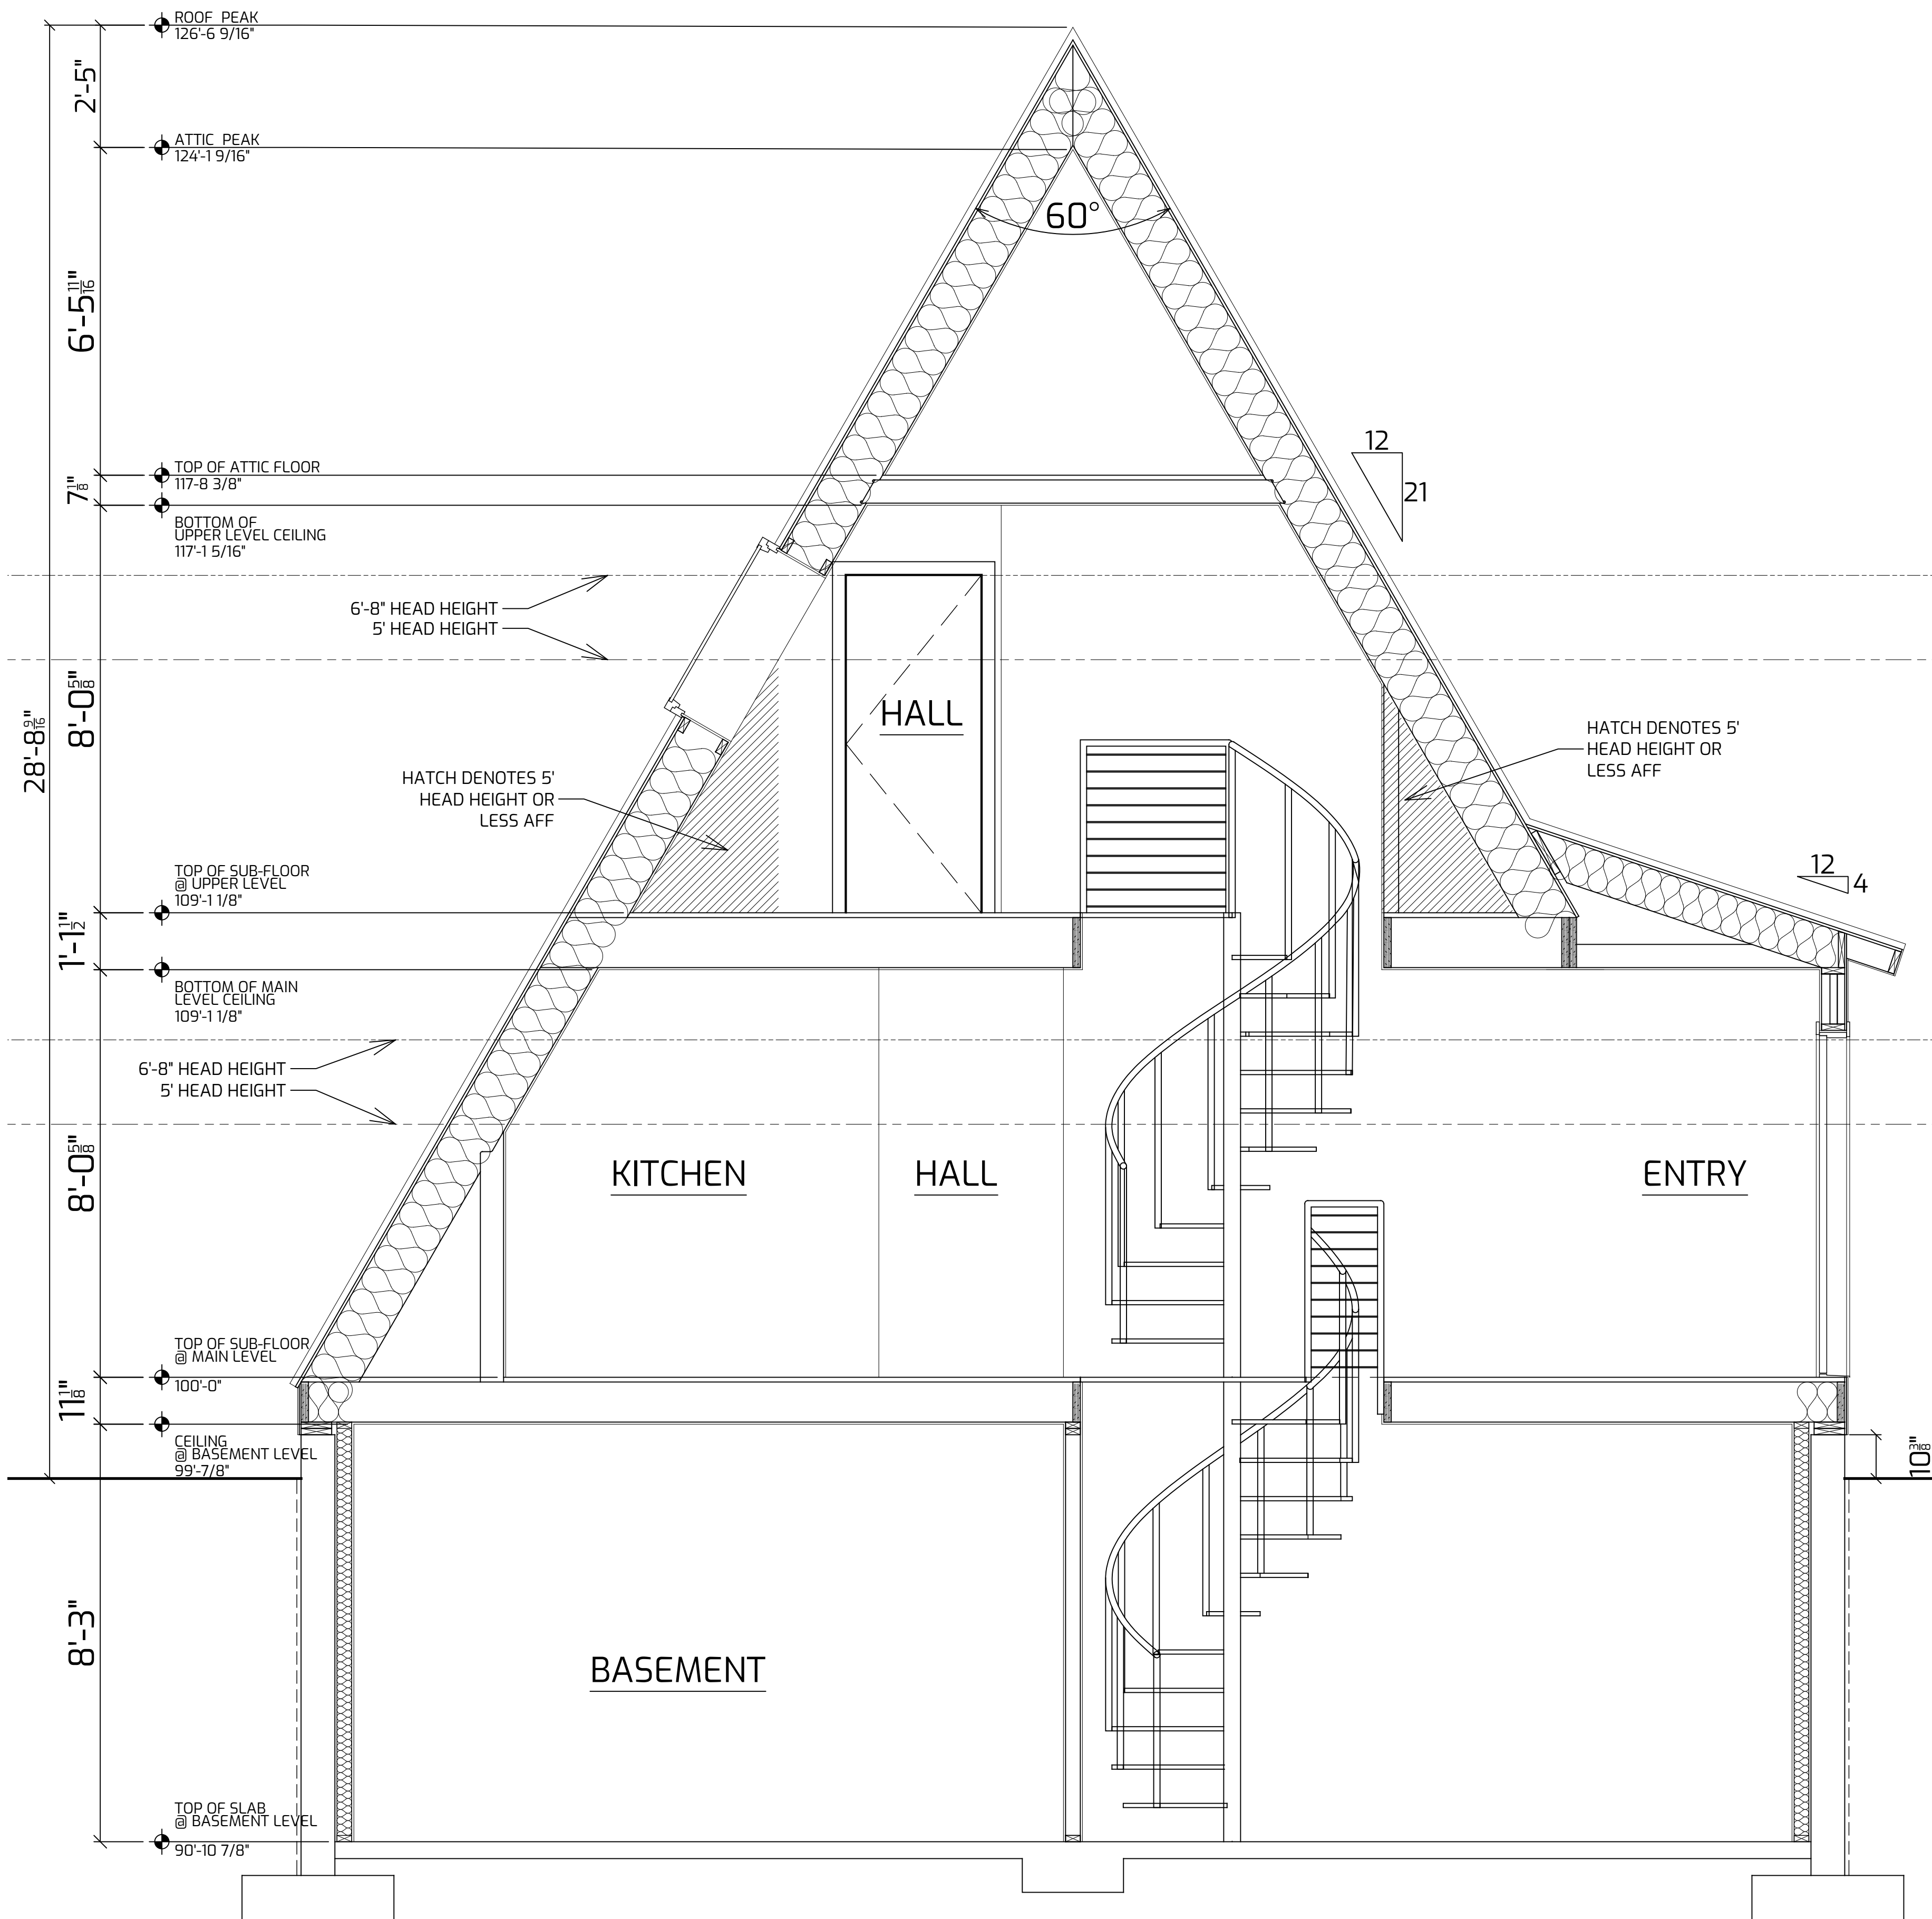 ROOF PEAK
126'-6 9/16"
2'-5"
ATTIC PEAK
124'-1 9/16"
60°
6'-5 11/16"
12
21
TOP OF ATTIC FLOOR
117-8 3/8"
7 1/8"
BOTTOM OF
UPPER LEVEL CEILING
117'-1 5/16"
6'-8" HEAD HEIGHT
5' HEAD HEIGHT
28'-8 9/16"
8'-0 5/8"
HALL
HATCH DENOTES 5'
HEAD HEIGHT OR
LESS AFF
HATCH DENOTES 5'
HEAD HEIGHT OR
LESS AFF
12
4
TOP OF SUB-FLOOR
@ UPPER LEVEL
109'-1 1/8"
1'-1 1/2"
BOTTOM OF MAIN
LEVEL CEILING
109'-1 1/8"
6'-8" HEAD HEIGHT
5' HEAD HEIGHT
8'-0 5/8"
KITCHEN
HALL
ENTRY
TOP OF SUB-FLOOR
@ MAIN LEVEL
100'-0"
11 1/8"
CEILING
@ BASEMENT LEVEL
99'-7/8"
10 3/8"
8'-3"
BASEMENT
TOP OF SLAB
@ BASEMENT LEVEL
90'-10 7/8"